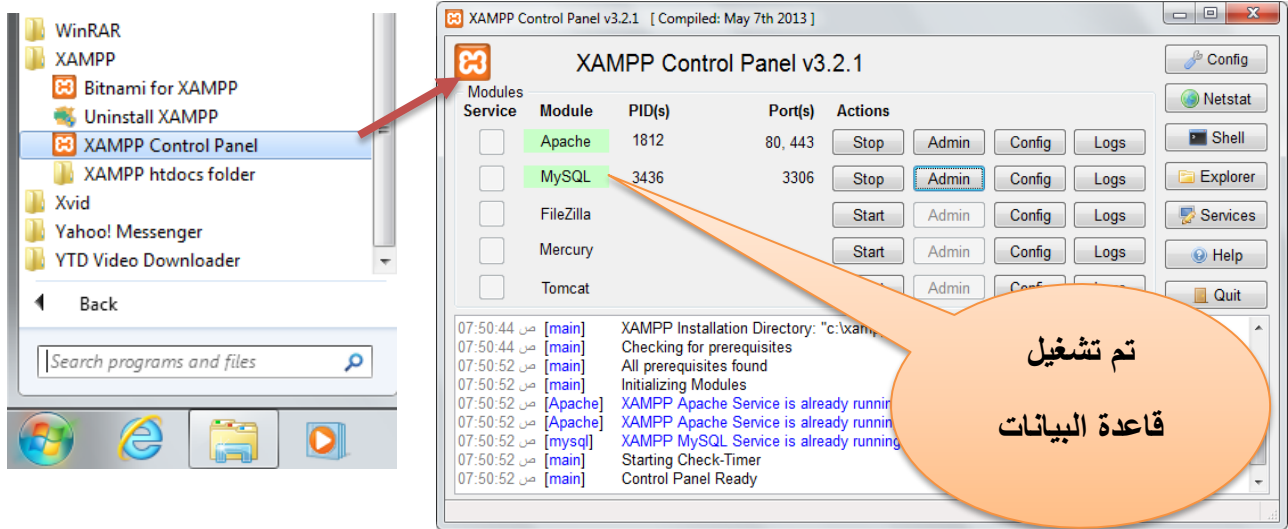 WinRAR
XAMPP
Bitnami for XAMPP
Uninstall XAMPP
XAMPP Control Panel
XAMPP htdocs folder
Xvid
Yahoo! Messenger
YTD Video Downloader
Back
Search programs and files
XAMPP Control Panel v3.2.1 [ Compiled: May 7th 2013 ]
XAMPP Control Panel v3.2.1
Modules
Service Module PID(s) Port(s) Actions
Apache 1812 80, 443 Stop Admin Config Logs
MySQL 3436 3306 Stop Admin Config Logs
FileZilla Start Admin Config Logs
Mercury Start Admin Config Logs
Tomcat Admin
Config
Netstat
Shell
Explorer
Services
Help
Quit
07:50:44 ص [main] XAMPP Installation Directory:
07:50:44 ص [main] Checking for prerequisites
07:50:52 ص [main] All prerequisites found
07:50:52 ص [main] Initializing Modules
07:50:52 ص [Apache] XAMPP Apache Service is already
07:50:52 ص [Apache] XAMPP Apache Service is already
07:50:52 ص [mysql] XAMPP MySQL Service is already running
07:50:52 ص [main] Starting Check-Timer
07:50:52 ص [main] Control Panel Ready
تم تشغيل
قاعدة البيانات